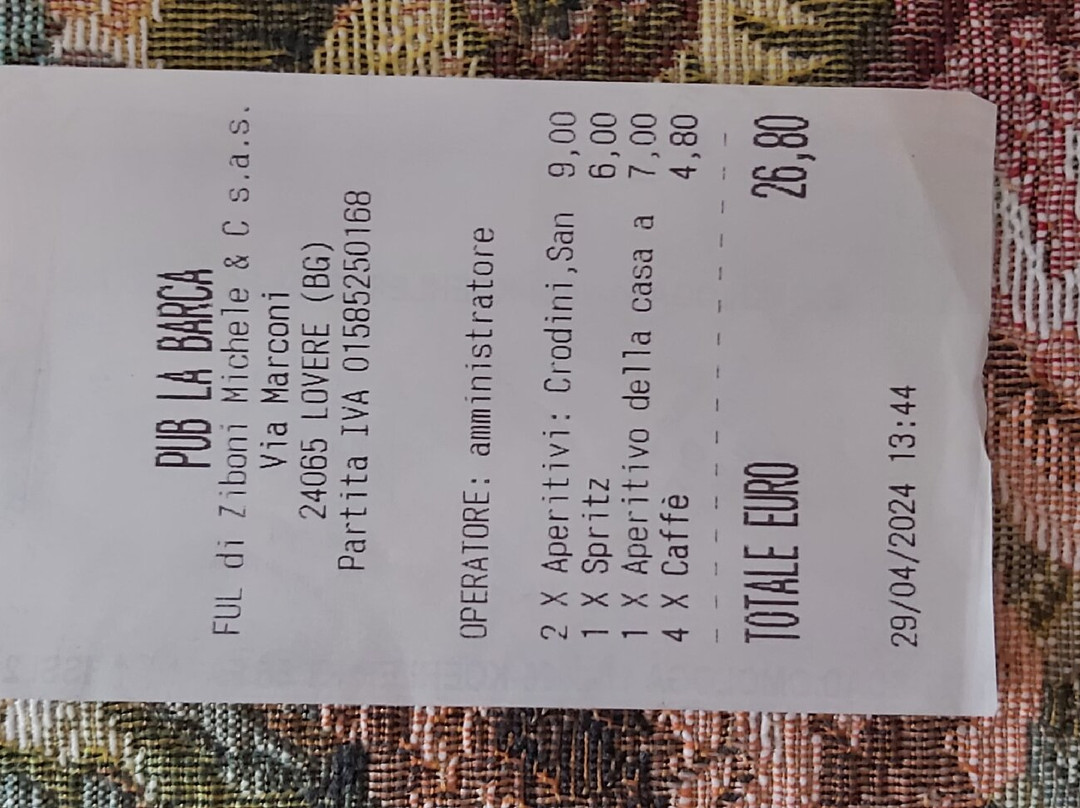 PUB LA BARCA
FUL di Ziboni Michele & C s.a.s.
Via Marconi
24065 LOVERE (BG)
Partita IVA 01585250168
OPERATORE: amministratore
2 X Aperitivi: Crodini,San 9,00
1 X Spritz 6,00
1 X Aperitivo della casa a 7,00
4 X Caffè 4,80
TOTALE EURO 26,80
29/04/2024 13:44